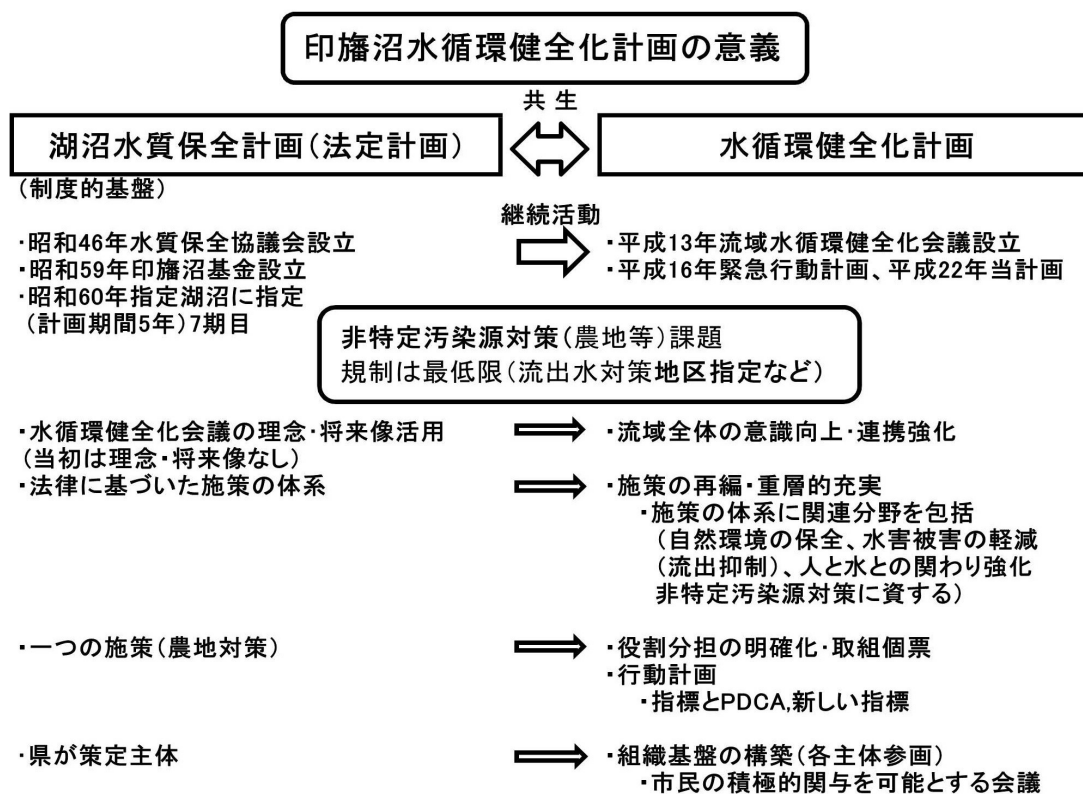 印旛沼水循環健全化計画の意義
共 生
湖沼水質保全計画(法定計画)
水循環健全化計画
(制度的基盤)
継続活動
・昭和46年水質保全協議会設立
・昭和59年印旛沼基金設立
・昭和60年指定湖沼に指定
(計画期間5年)7期目
・平成13年流域水循環健全化会議設立
・平成16年緊急行動計画、平成22年当計画
非特定汚染源対策(農地等)課題
規制は最低限(流出水対策地区指定など)
・水循環健全化会議の理念・将来像活用
(当初は理念・将来像なし)
・流域全体の意識向上・連携強化
・法律に基づいた施策の体系
・施策の再編・重層的充実
・施策の体系に関連分野を包括
(自然環境の保全、水害被害の軽減
(流出抑制)、人と水との関わり強化
非特定汚染源対策に資する)
・一つの施策(農地対策)
・役割分担の明確化・取組個票
・行動計画
・指標とPDCA,新しい指標
・県が策定主体
・組織基盤の構築(各主体参画)
・市民の積極的関与を可能とする会議